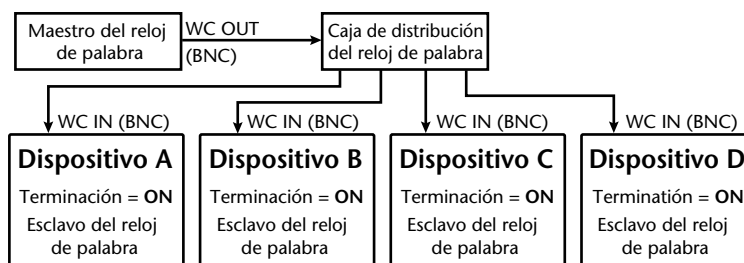 Maestro del reloj
de palabra
WC OUT
(BNC)
Caja de distribución
del reloj de palabra
WC IN (BNC)
WC IN (BNC)
WC IN (BNC)
WC IN (BNC)
Dispositivo A
Terminación = ON
Esclavo del reloj
de palabra
Dispositivo B
Terminación = ON
Esclavo del reloj
de palabra
Dispositivo C
Terminación = ON
Esclavo del reloj
de palabra
Dispositivo D
Terminatión = ON
Esclavo del reloj
de palabra